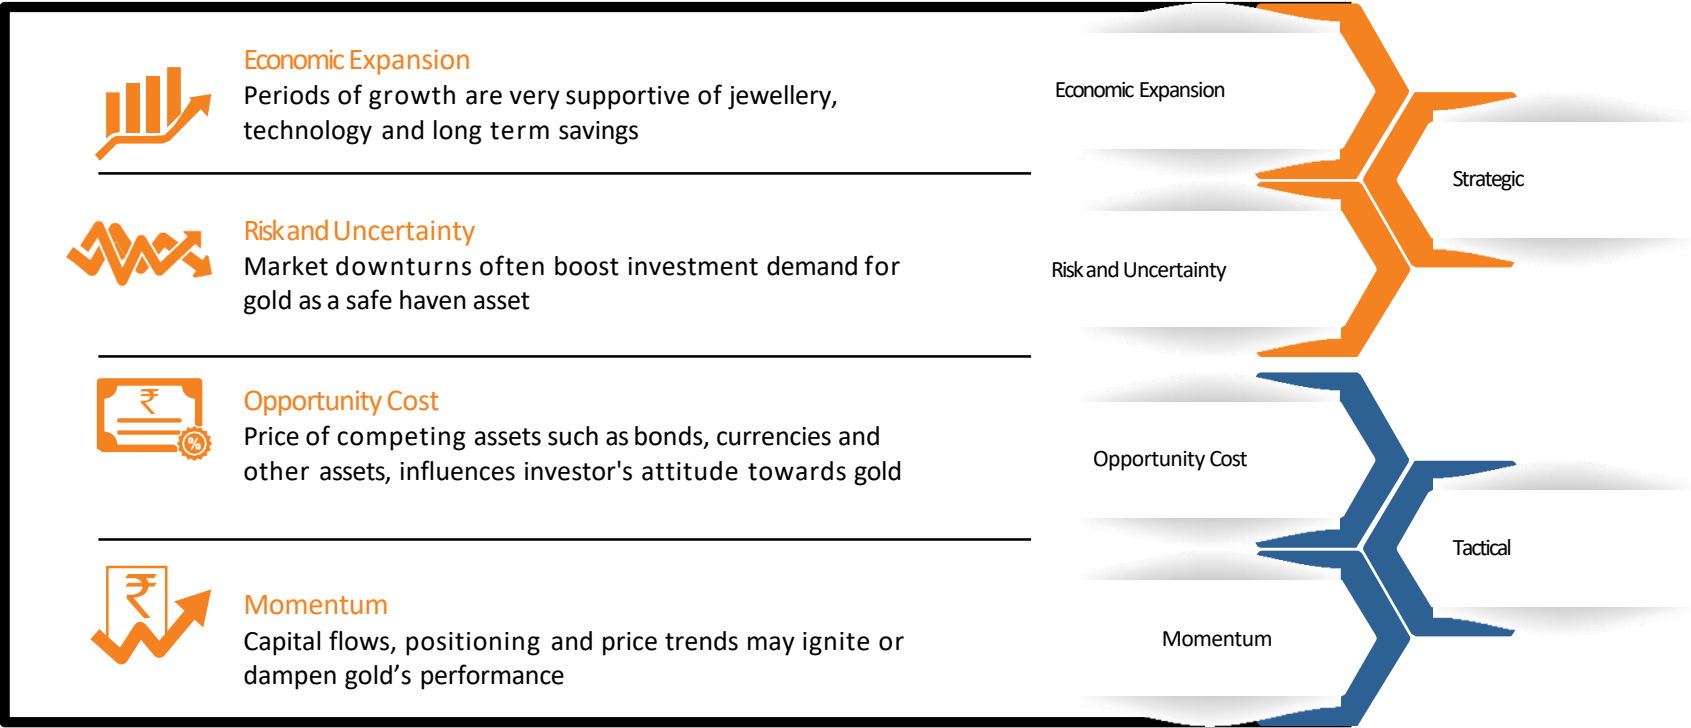 Economic Expansion
Periods of growth are very supportive of jewellery,
technology and long term savings
Risk and Uncertainty
Market downturns often boost investment demand for
gold as a safe haven asset
₹
%
Opportunity Cost
Price of competing assets such as bonds, currencies and
other assets, influences investor's attitude towards gold
₹
Momentum
Capital flows, positioning and price trends may ignite or
dampen gold’s performance
Economic Expansion
Strategic
Risk and Uncertainty
Opportunity Cost
Tactical
Momentum